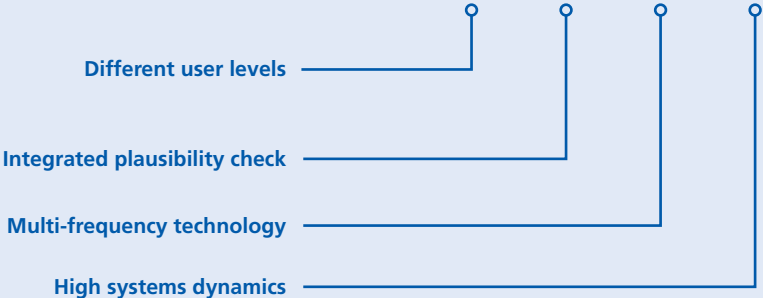 Different user levels
Integrated plausibility check
Multi-frequency technology
High systems dynamics